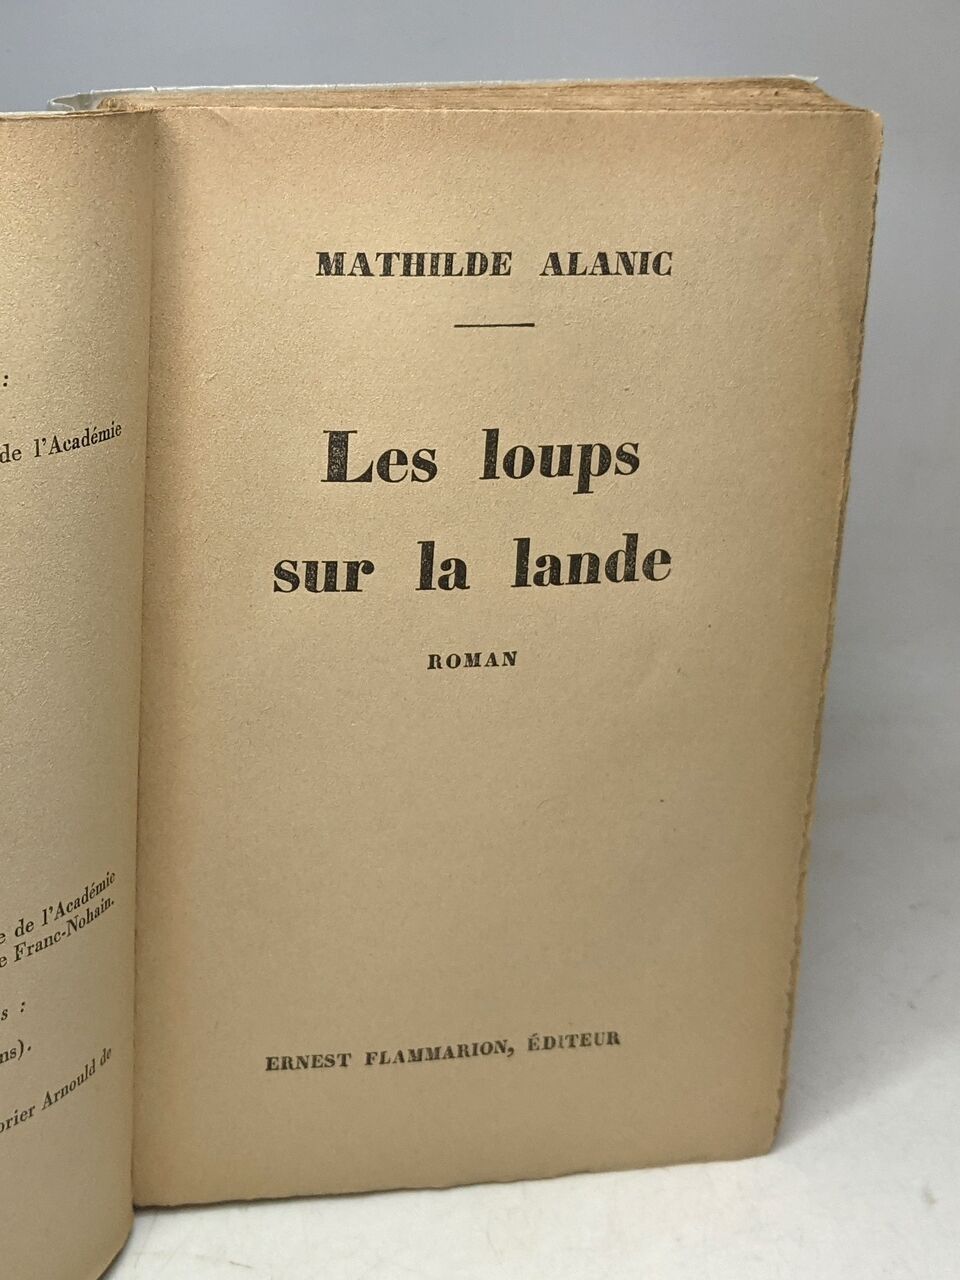 :
de l'Académie
de l'Académie
Franc-Nohain.
s :
ns).
Arnould de
MATHILDE ALANIC
Les loups
sur la lande
ROMAN
ERNEST FLAMMARION, ÉDITEUR